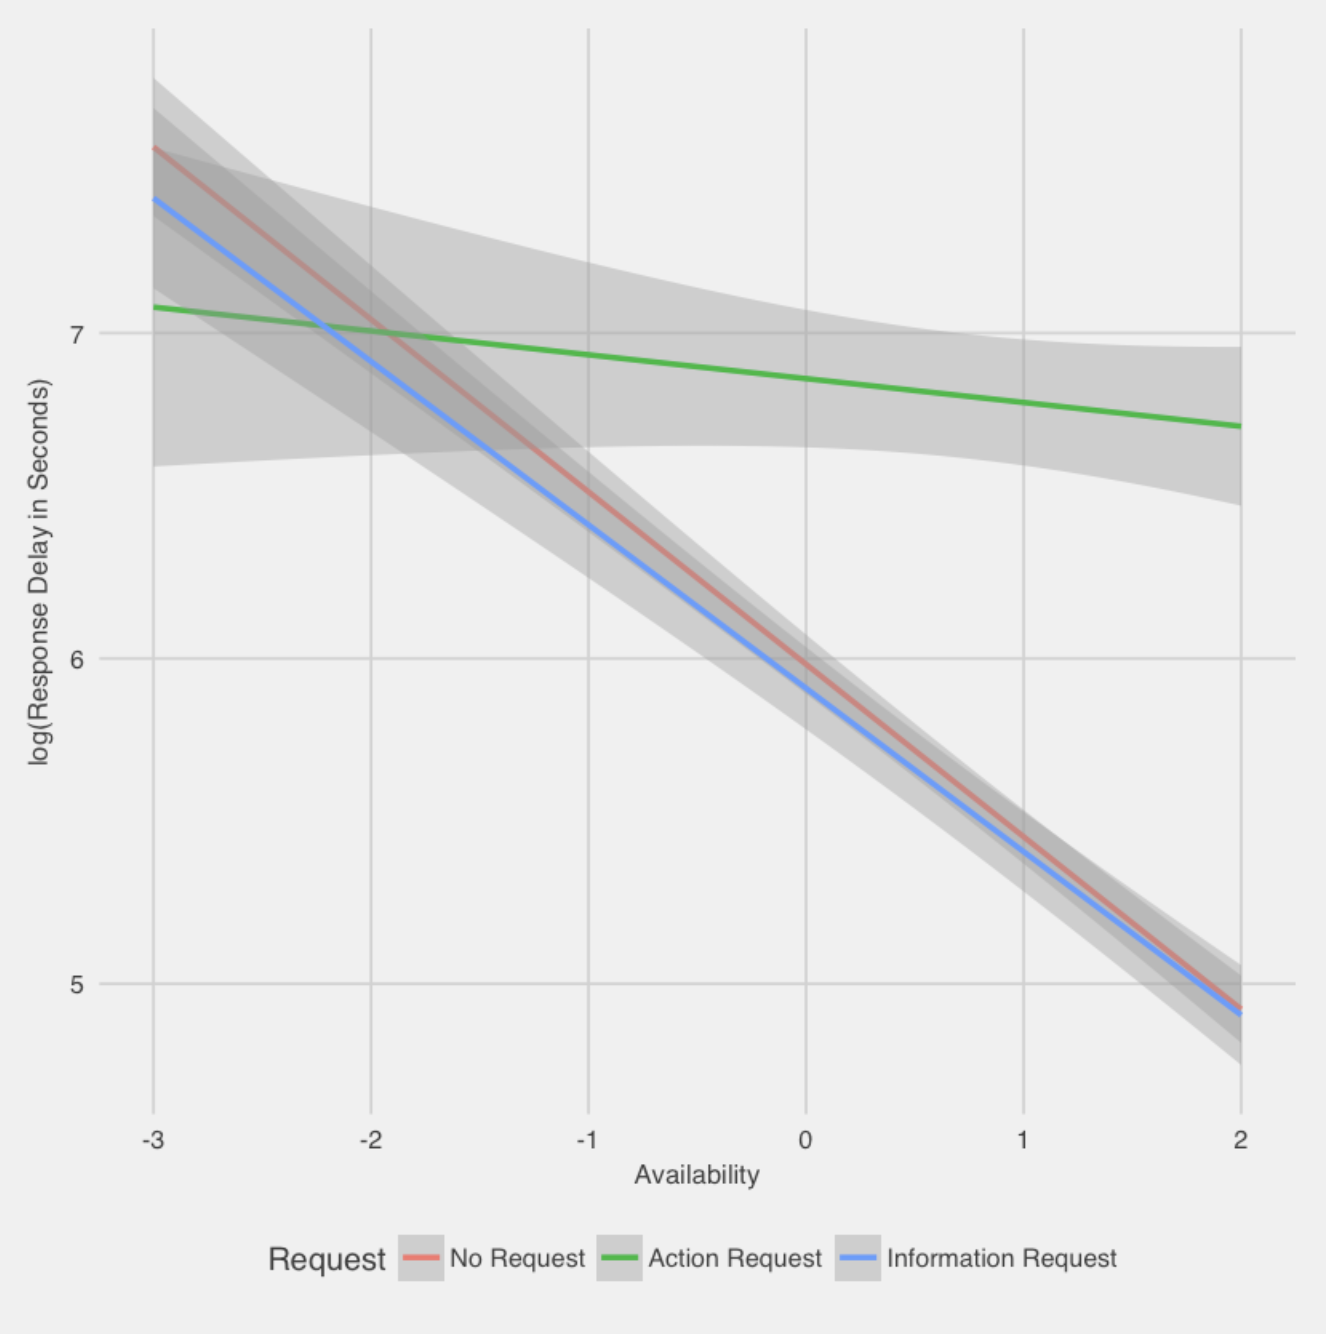 log(Response Delay in Seconds)
7
6
5
-3 -2 -1 0 1 2
Availability
Request No Request Action Request Information Request